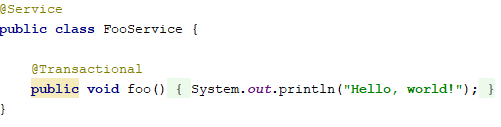 @Service
public class FooService {
@Transactional
public void foo() { System.out.println("Hello, world!"); }
}